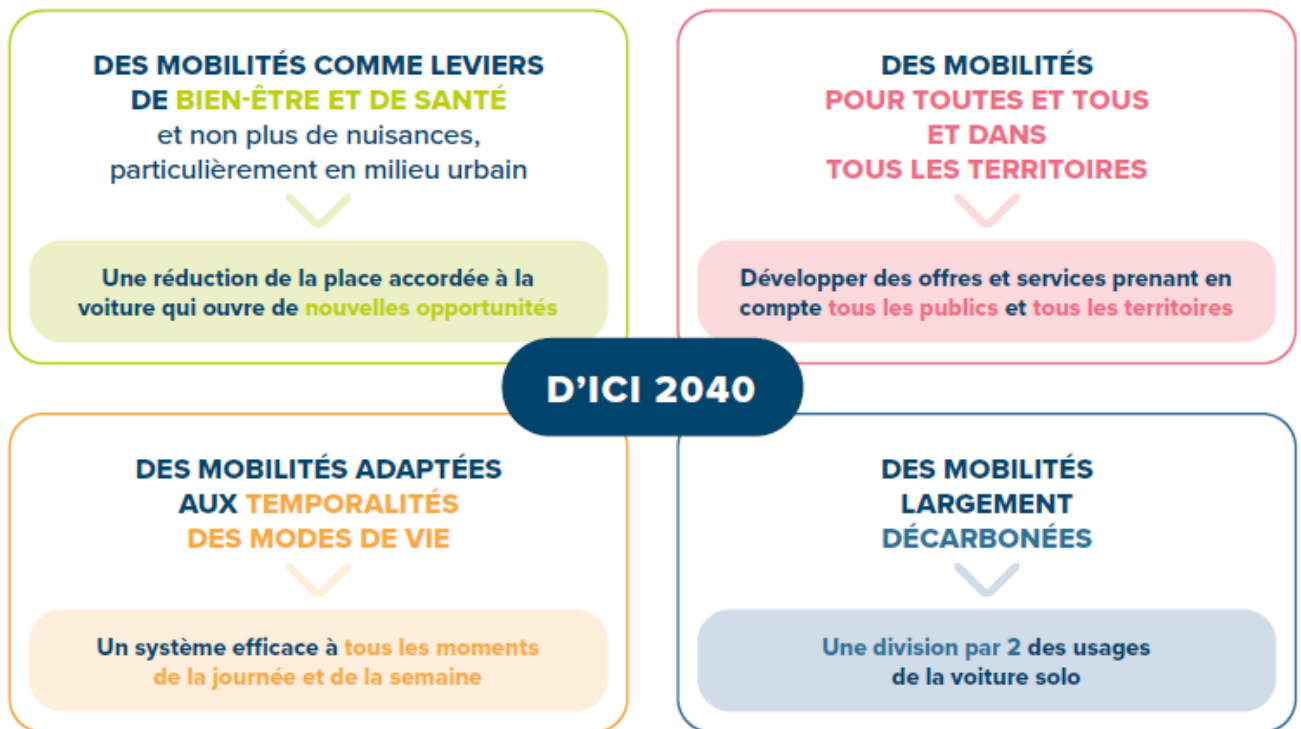 DES MOBILITÉS COMME LEVIERS
DE BIEN-ÊTRE ET DE SANTÉ
et non plus de nuisances,
particulièrement en milieu urbain
Une réduction de la place accordée à la
voiture qui ouvre de nouvelles opportunités
DES MOBILITÉS
POUR TOUTES ET TOUS
ET DANS
TOUS LES TERRITOIRES
Développer des offres et services prenant en
compte tous les publics et tous les territoires
D'ICI 2040
DES MOBILITÉS ADAPTÉES
AUX TEMPORALITÉS
DES MODES DE VIE
Un système efficace à tous les moments
de la journée et de la semaine
DES MOBILITÉS
LARGEMENT
DÉCARBONÉES
Une division par 2 des usages
de la voiture solo